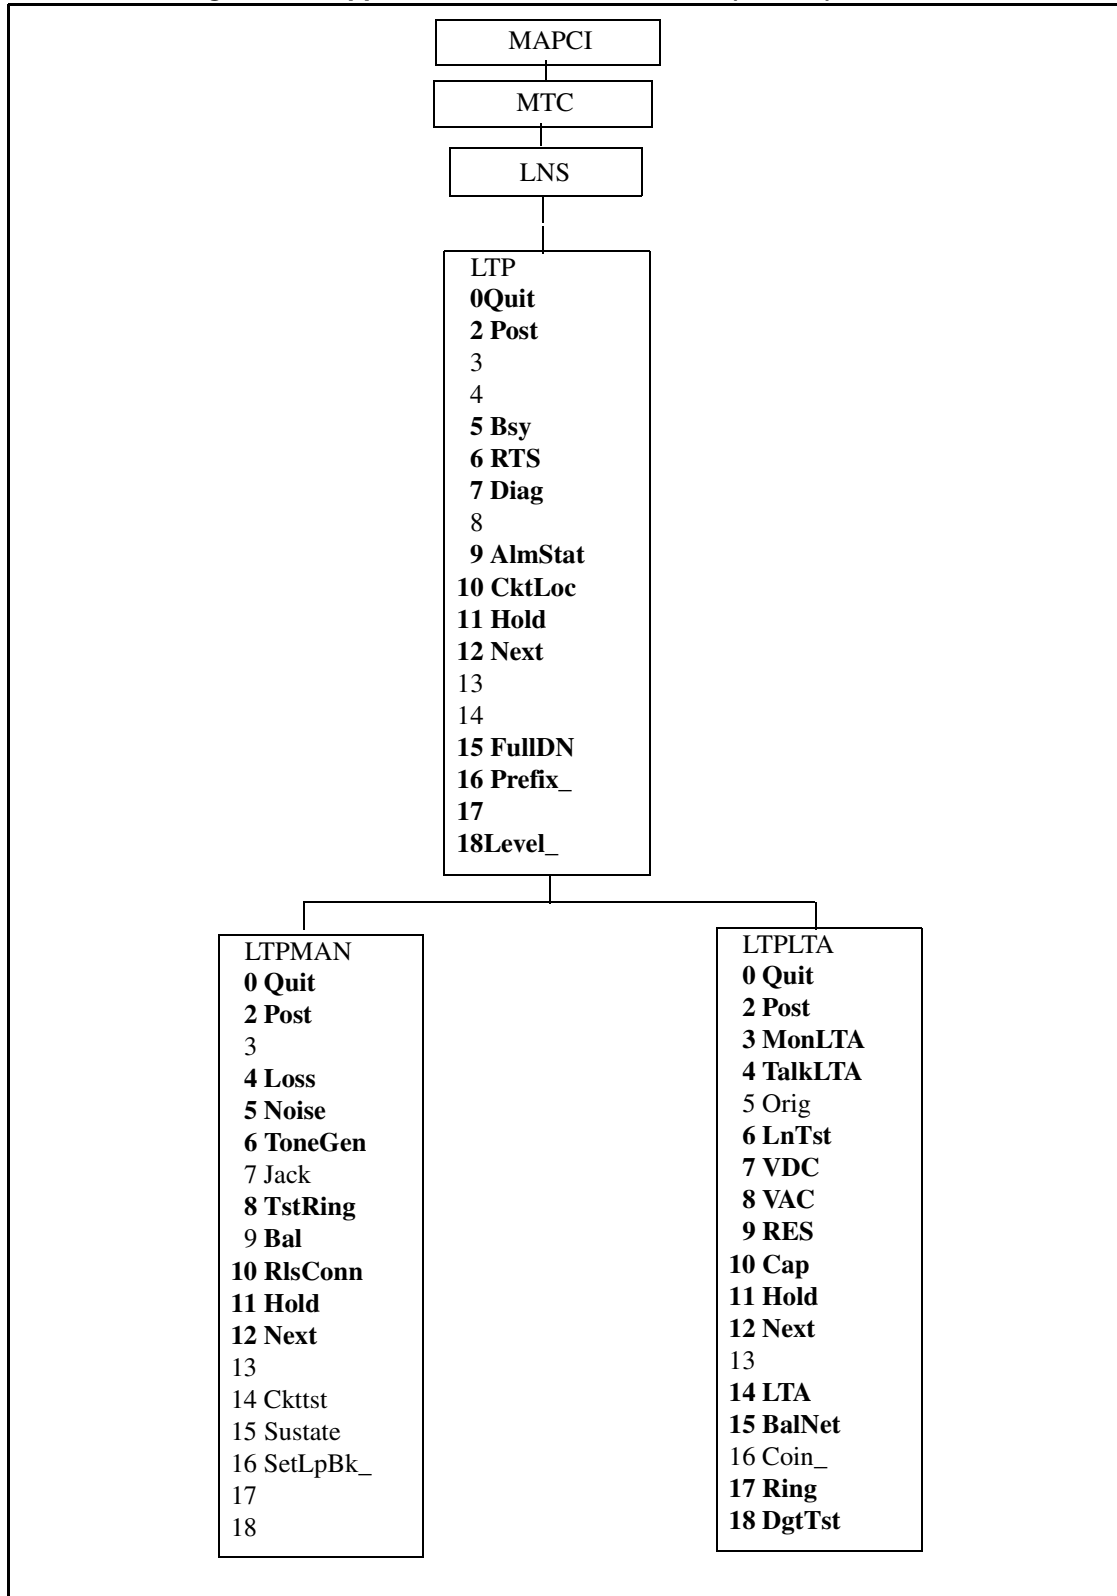 MAPCI
MTC
LNS
LTP
0Quit
2 Post
3
4
5 Bsy
6 RTS
7 Diag
8
9 AlmStat
10 CktLoc
11 Hold
12 Next
13
14
15 FullDN
16 Prefix_
17
18Level_
LTPMAN
0 Quit
2 Post
3
4 Loss
5 Noise
6 ToneGen
7 Jack
8 TstRing
9 Bal
10 RlsConn
11 Hold
12 Next
13
14 Ckttst
15 Sustate
16 SetLpBk_
17
18
LTPLTA
0 Quit
2 Post
3 MonLTA
4 TalkLTA
5 Orig
6 LnTst
7 VDC
8 VAC
9 RES
10 Cap
11 Hold
12 Next
13
14 LTA
15 BalNet
16 Coin_
17 Ring
18 DgtTst